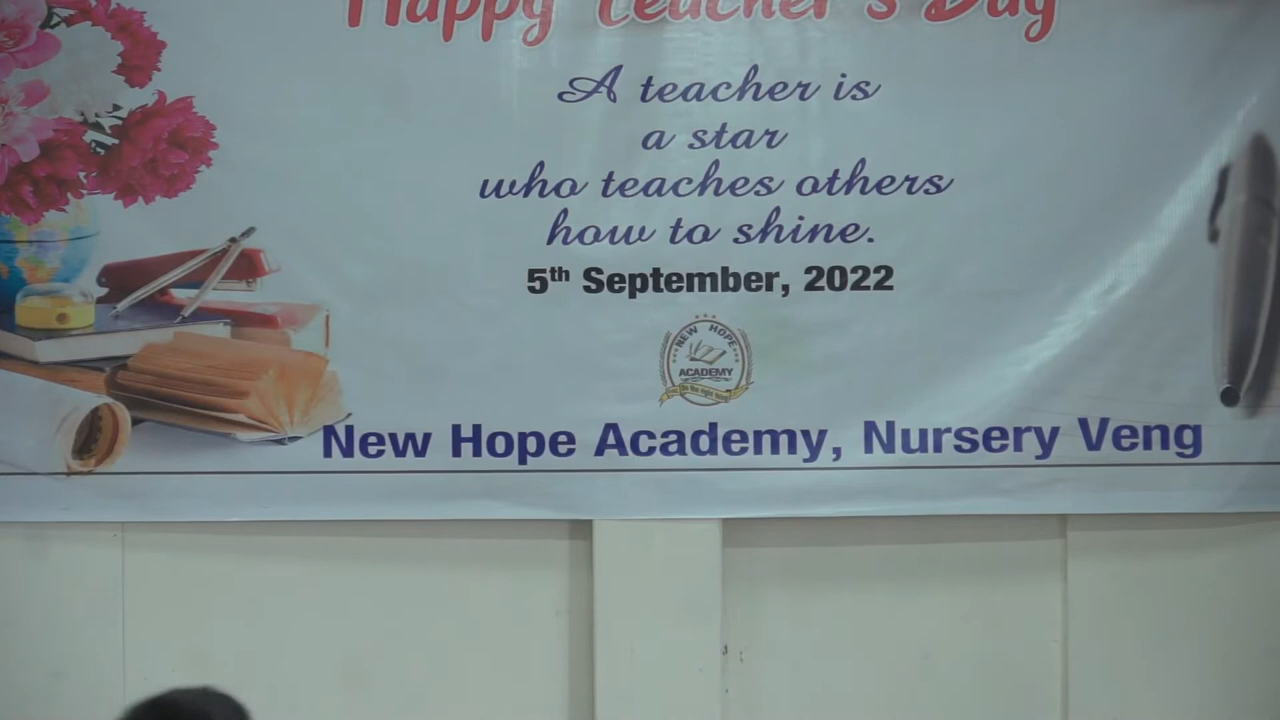 Happy Teacher's Day
A teacher is
a star
who teaches others
how to shine.
5th September, 2022
NEW HOPE
ACADEMY
New Hope Academy, Nursery Veng